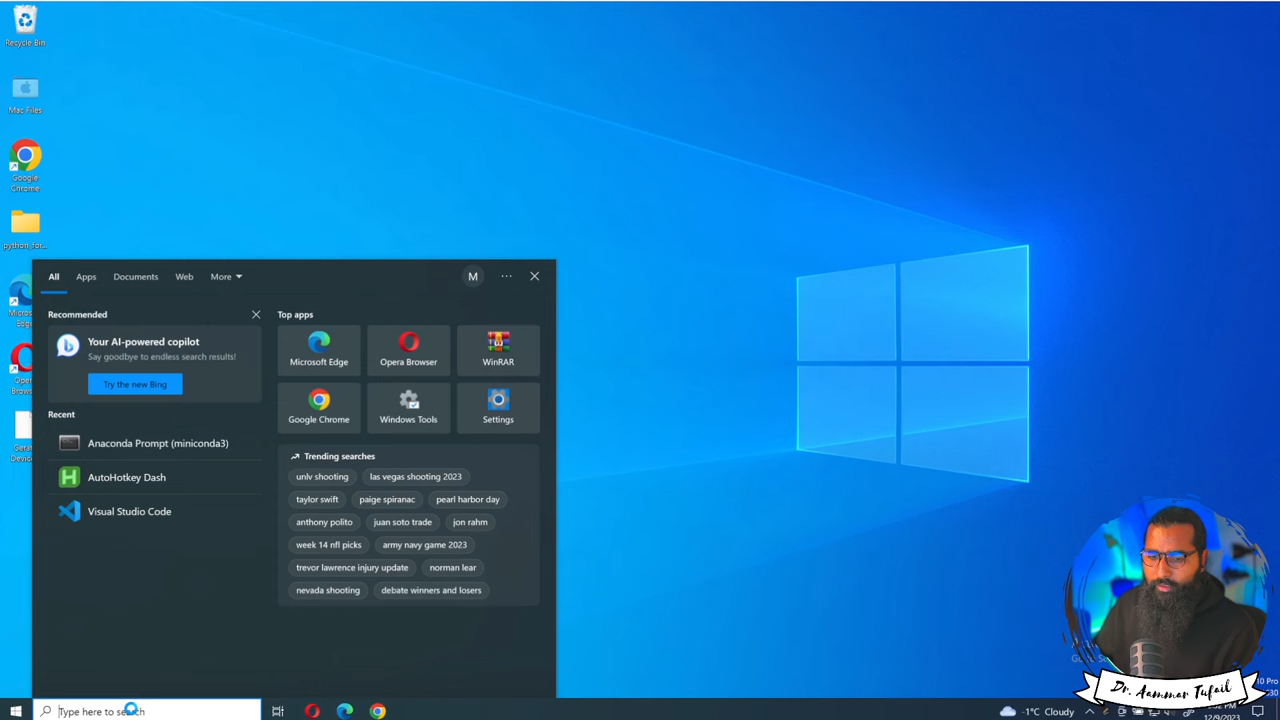 Recycle Bin
Mac Files
Google
Chrome
python_for...
All
Apps
Documents
Web
More
M
Recommended
Your AI-powered copilot
Say goodbye to endless search results!
Try the new Bing
Recent
Anaconda Prompt (miniconda3)
AutoHotkey Dash
Visual Studio Code
Top apps
Microsoft Edge
Opera Browser
WinRAR
Google Chrome
Windows Tools
Settings
Trending searches
unlv shooting
las vegas shooting 2023
taylor swift
paige spiranac
pearl harbor day
anthony polito
juan soto trade
jon rahm
week 14 nfl picks
army navy game 2023
trevor lawrence injury update
norman lear
nevada shooting
debate winners and losers
Dr. Aammar Tufail
Type here to search
-1°C Cloudy
12/9/2023